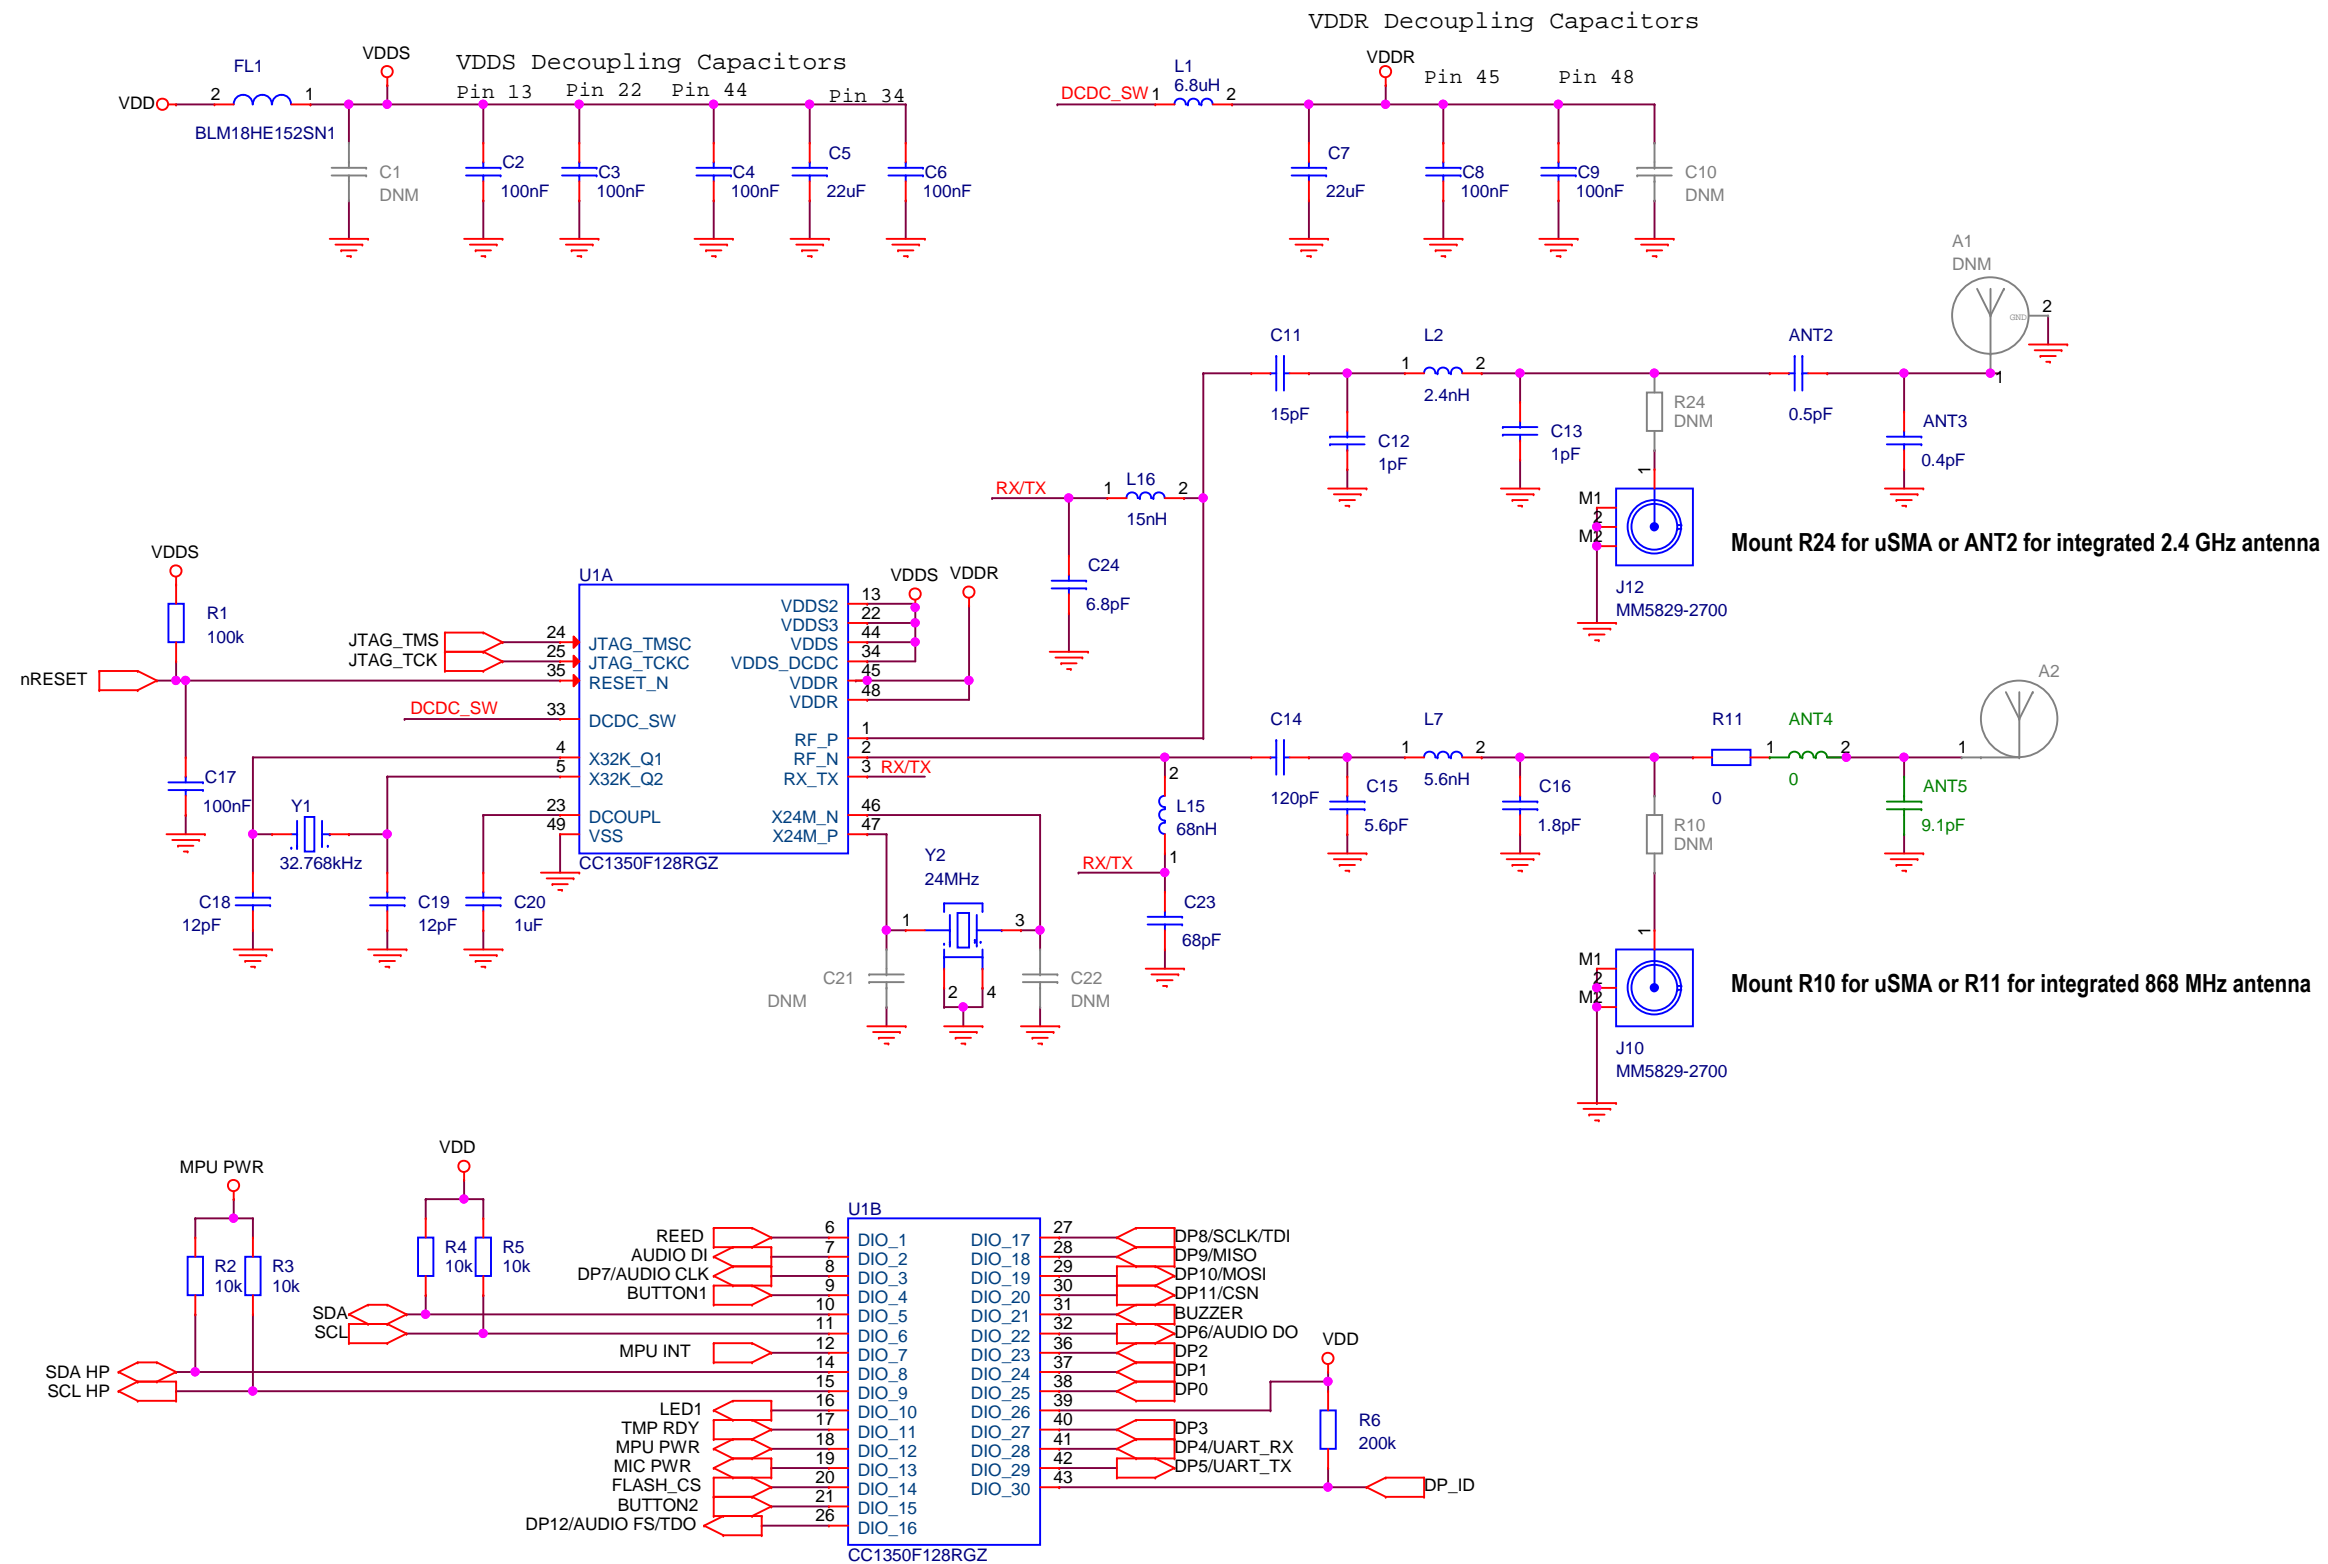 VDDR Decoupling Capacitors
VDDS Decoupling Capacitors
VDDS
FL1
VDD
2
1
BLM18HE152SN1
Pin 13
Pin 22
Pin 44
Pin 34
C1
DNM
C2
100nF
C3
100nF
C4
100nF
C5
22uF
C6
100nF
DCDC_SW
1
L1
6.8uH
2
VDDR
Pin 45
Pin 48
C7
22uF
C8
100nF
C9
100nF
C10
DNM
A1
DNM
GND
2
1
C11
15pF
L2
1
2
2.4nH
C12
1pF
C13
1pF
R24
DNM
ANT2
0.5pF
ANT3
0.4pF
RX/TX
1
L16
2
15nH
C24
6.8pF
1
M1
2
M2
J12
MM5829-2700
Mount R24 for uSMA or ANT2 for integrated 2.4 GHz antenna
VDDS
R1
100k
nRESET
JTAG_TMS
JTAG_TCK
DCDC_SW
C17
100nF
Y1
32.768kHz
C18
12pF
C19
12pF
C20
1uF
U1A
24
JTAG_TMSC
25
JTAG_TCKC
35
RESET_N
33
DCDC_SW
4
X32K_Q1
5
X32K_Q2
23
DCOUPL
49
VSS
VDDS2
13
VDDS3
22
VDDS
44
VDDS_DCDC
34
VDDR
45
VDDR
48
RF_P
1
RF_N
2
RX_TX
3
RX/TX
X24M_N
46
X24M_P
47
CC1350F128RGZ
VDDS
VDDR
Y2
24MHz
1
3
2
4
C21
DNM
C22
DNM
2
L15
68nH
1
RX/TX
C23
68pF
C14
120pF
L7
1
2
5.6nH
C15
5.6pF
C16
1.8pF
R11
0
R10
DNM
ANT4
1
2
0
ANT5
9.1pF
1
A2
1
M1
2
M2
J10
MM5829-2700
Mount R10 for uSMA or R11 for integrated 868 MHz antenna
MPU PWR
R2
10k
R3
10k
VDD
R4
10k
R5
10k
SDA
SCL
SDA HP
SCL HP
U1B
REED
6
DIO_1
AUDIO DI
7
DIO_2
DP7/AUDIO CLK
8
DIO_3
BUTTON1
9
DIO_4
10
DIO_5
11
DIO_6
MPU INT
12
DIO_7
14
DIO_8
15
DIO_9
LED1
16
DIO_10
TMP RDY
17
DIO_11
MPU PWR
18
DIO_12
MIC PWR
19
DIO_13
FLASH_CS
20
DIO_14
BUTTON2
21
DIO_15
DP12/AUDIO FS/TDO
26
DIO_16
DIO_17
27
DP8/SCLK/TDI
DIO_18
28
DP9/MISO
DIO_19
29
DP10/MOSI
DIO_20
30
DP11/CSN
DIO_21
31
BUZZER
DIO_22
32
DP6/AUDIO DO
DIO_23
36
DP2
DIO_24
37
DP1
DIO_25
38
DP0
DIO_26
39
DIO_27
40
DP3
DIO_28
41
DP4/UART_RX
DIO_29
42
DP5/UART_TX
DIO_30
43
VDD
R6
200k
DP_ID
CC1350F128RGZ